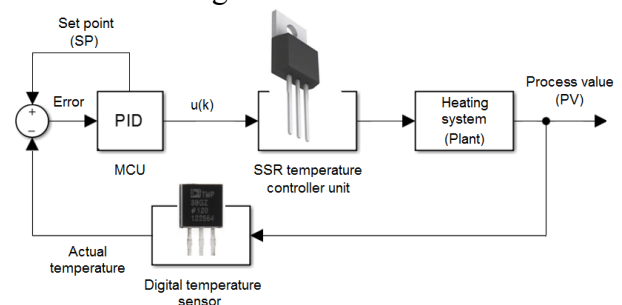 Set point
(SP)
Error
PID
MCU
u(k)
SSR temperature
controller unit
Heating
system
(Plant)
Process value
(PV)
+
−
Actual
temperature
TMP
Digital temperature
sensor